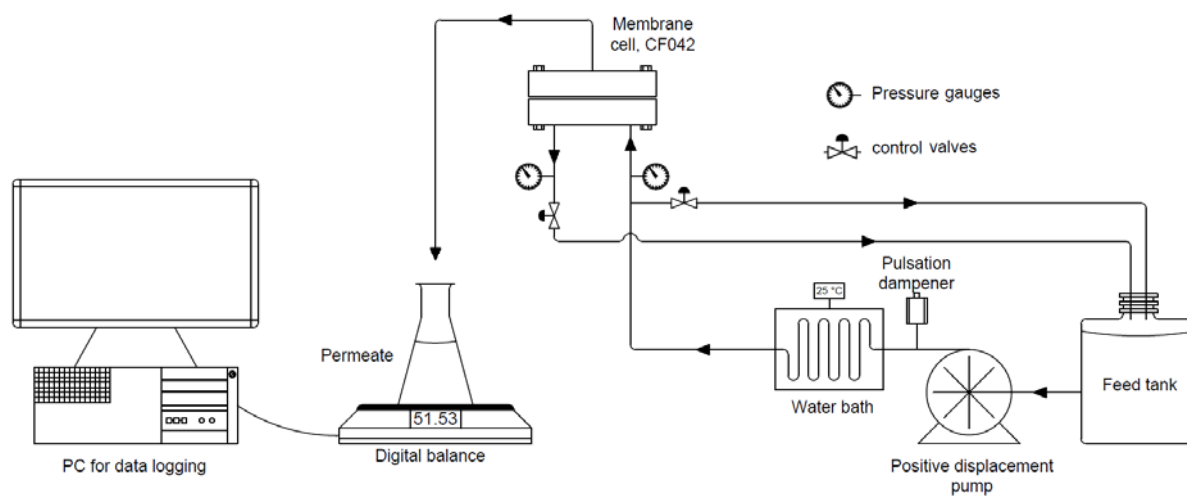 Membrane
cell, CF042
Pressure gauges
control valves
Pulsation
dampener
25 °C
Permeate
Feed tank
Water bath
51.53
Digital balance
PC for data logging
Positive displacement
pump